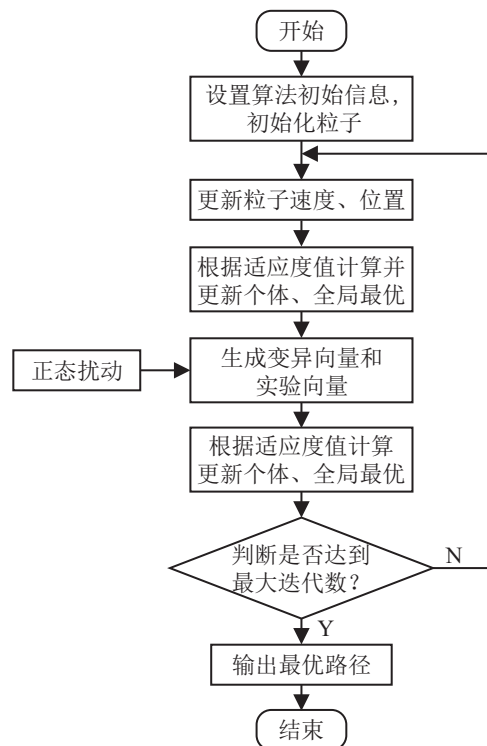 开始
设置算法初始信息，
初始化粒子
更新粒子速度、位置
根据适应度值计算并
更新个体、全局最优
正态扰动
生成变异向量和
实验向量
根据适应度值计算
更新个体、全局最优
判断是否达到
最大迭代数？
N
Y
输出最优路径
结束